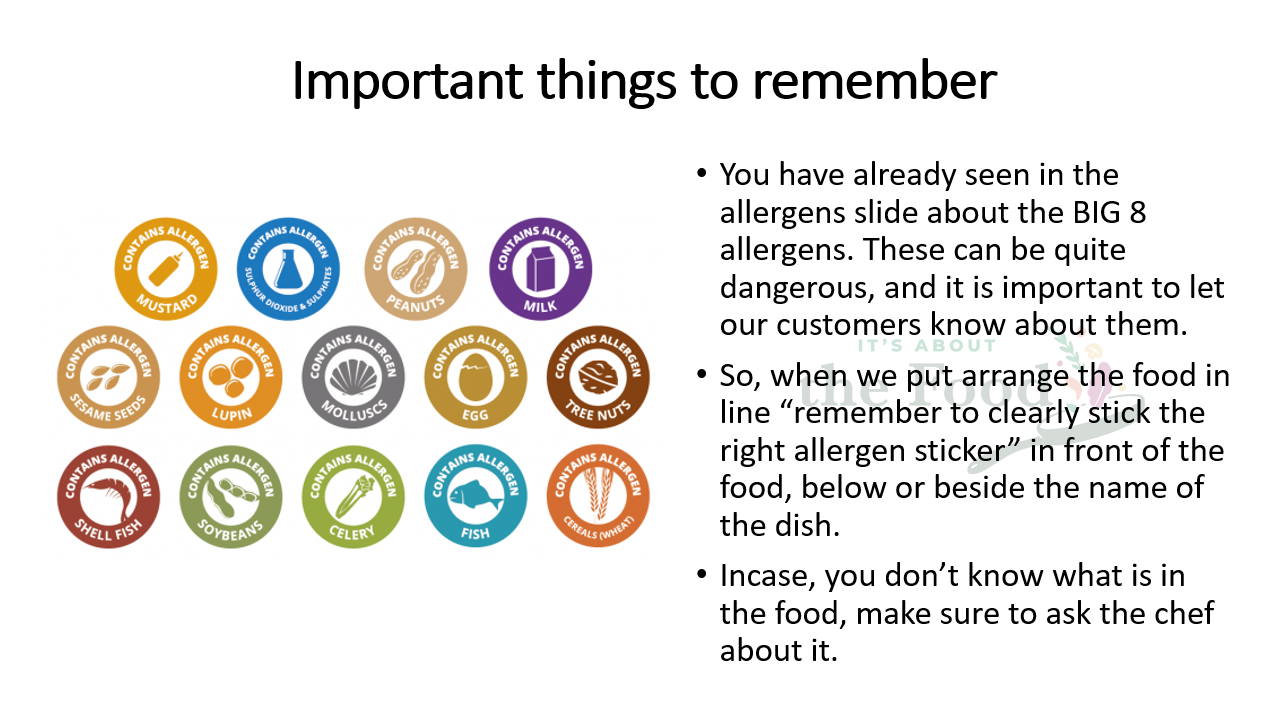 Important things to remember
CONTAINS ALLERGEN
MUSTARD
CONTAINS ALLERGEN
SULPHUR DIOXIDE & SULPHATES
CONTAINS ALLERGEN
PEANUTS
CONTAINS ALLERGEN
MILK
CONTAINS ALLERGEN
SESAME SEEDS
CONTAINS ALLERGEN
LUPIN
CONTAINS ALLERGEN
MOLLUSCS
CONTAINS ALLERGEN
EGG
CONTAINS ALLERGEN
TREE NUTS
CONTAINS ALLERGEN
SHELL FISH
CONTAINS ALLERGEN
SOYBEANS
CONTAINS ALLERGEN
CELERY
CONTAINS ALLERGEN
FISH
CONTAINS ALLERGEN
CEREALS (WHEAT)
• You have already seen in the
allergens slide about the BIG 8
allergens. These can be quite
dangerous, and it is important to let
our customers know about them.
• So, when we put arrange the food in
line “remember to clearly stick the
right allergen sticker” in front of the
food, below or beside the name of
the dish.
• Incase, you don’t know what is in
the food, make sure to ask the chef
about it.
IT'S ABOUT
the Food